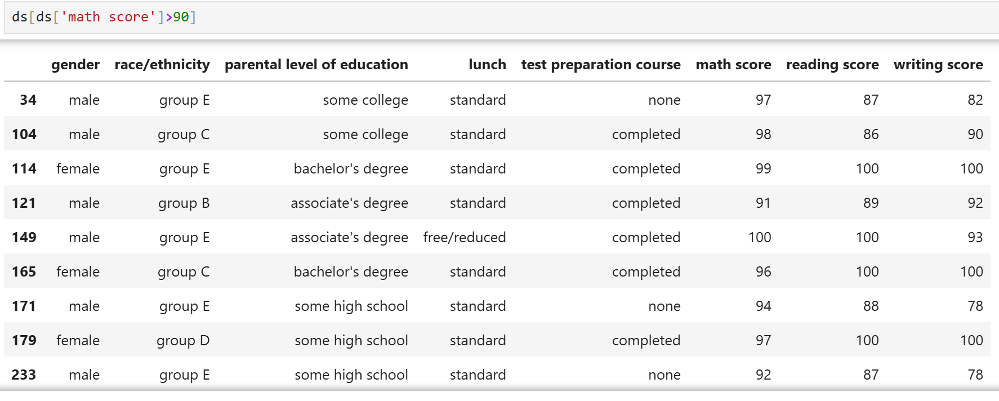 ds[ds['math score']>90]
gender race/ethnicity parental level of education lunch test preparation course math score reading score writing score
34 male group E some college standard none 97 87 82
104 male group C some college standard completed 98 86 90
114 female group E bachelor's degree standard completed 99 100 100
121 male group B associate's degree standard completed 91 89 92
149 male group E associate's degree free/reduced completed 100 100 93
165 female group C bachelor's degree standard completed 96 100 100
171 male group E some high school standard none 94 88 78
179 female group D some high school standard completed 97 100 100
233 male group E some high school standard none 92 87 78